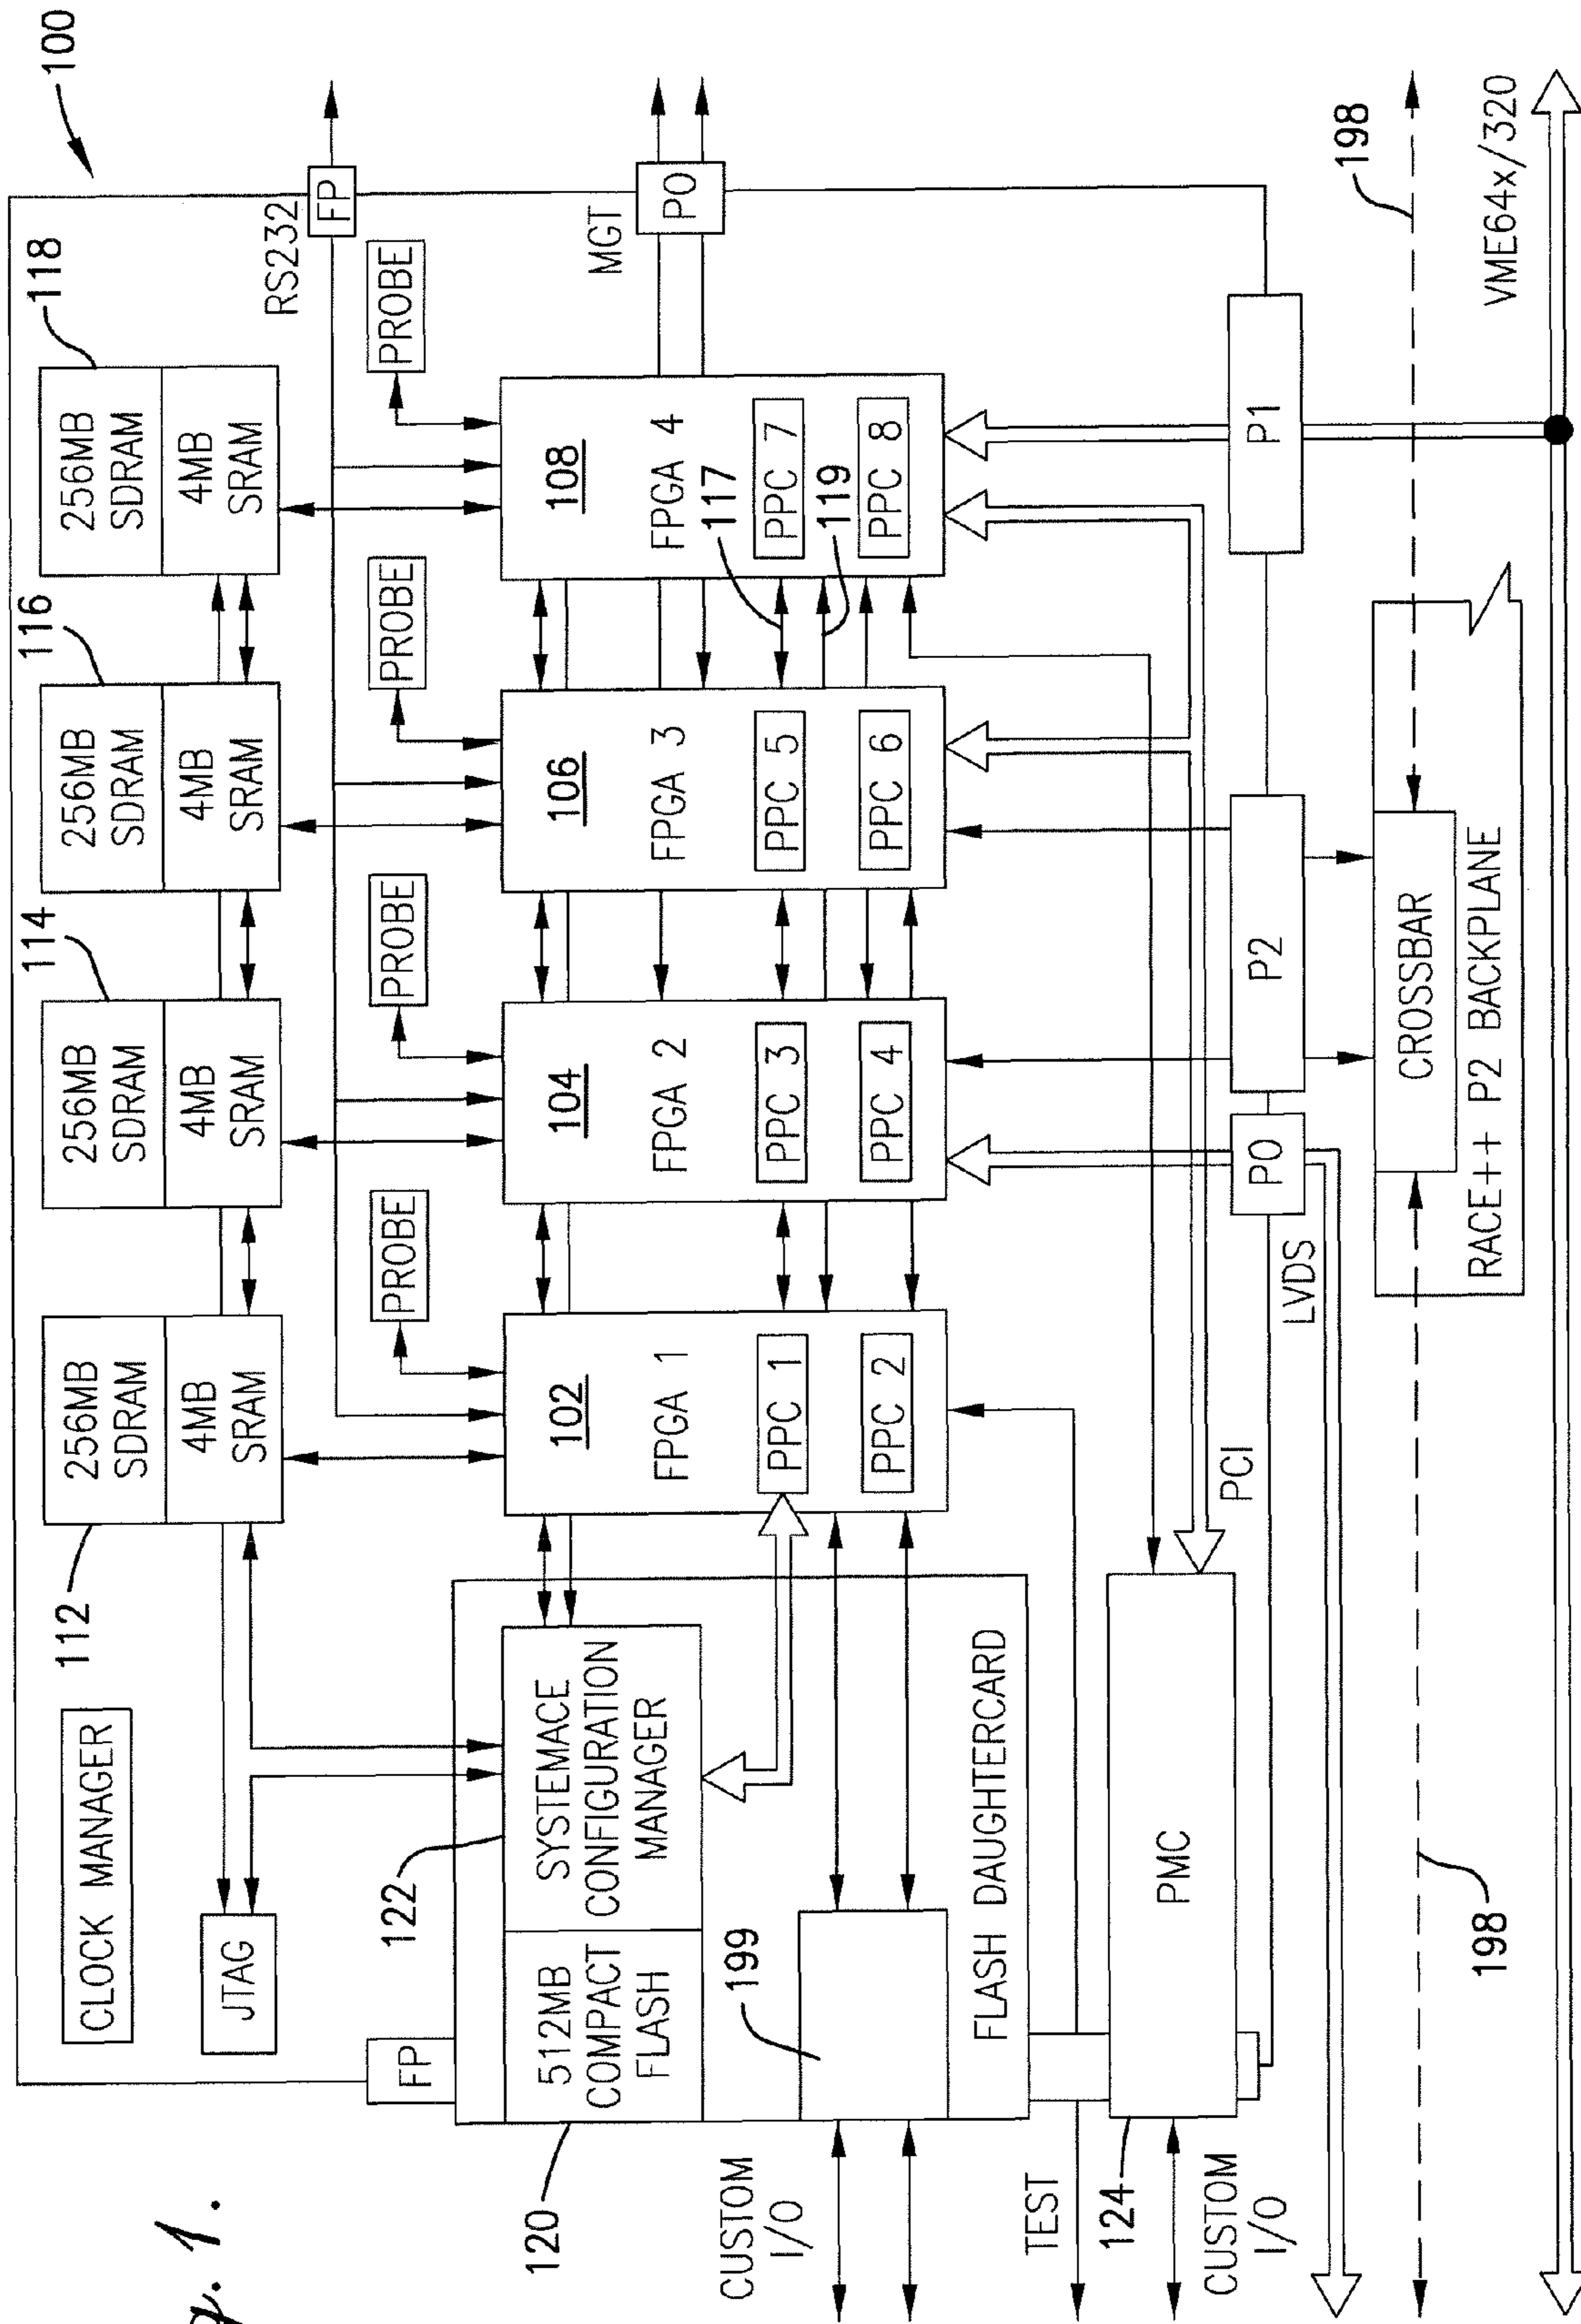 100
CLOCK MANAGER
JTAG
112
256MB
SDRAM
4MB
SRAM
114
256MB
SDRAM
4MB
SRAM
116
256MB
SDRAM
4MB
SRAM
118
256MB
SDRAM
4MB
SRAM
RS232
FP
FP
PROBE
PROBE
PROBE
PROBE
MGT
P0
122
512MB
COMPACT
FLASH
SYSTEMACE
CONFIGURATION
MANAGER
120
199
FLASH DAUGHTERCARD
102
FPGA 1
PPC 1
PPC 2
104
FPGA 2
PPC 3
PPC 4
106
FPGA 3
PPC 5
PPC 6
108
FPGA 4
PPC 7
PPC 8
117
119
CUSTOM
I/O
TEST
124
PMC
CUSTOM
I/O
PCI
LVDS
P0
P2
P1
CROSSBAR
RACE++ P2 BACKPLANE
198
198
VME64x/320
1.